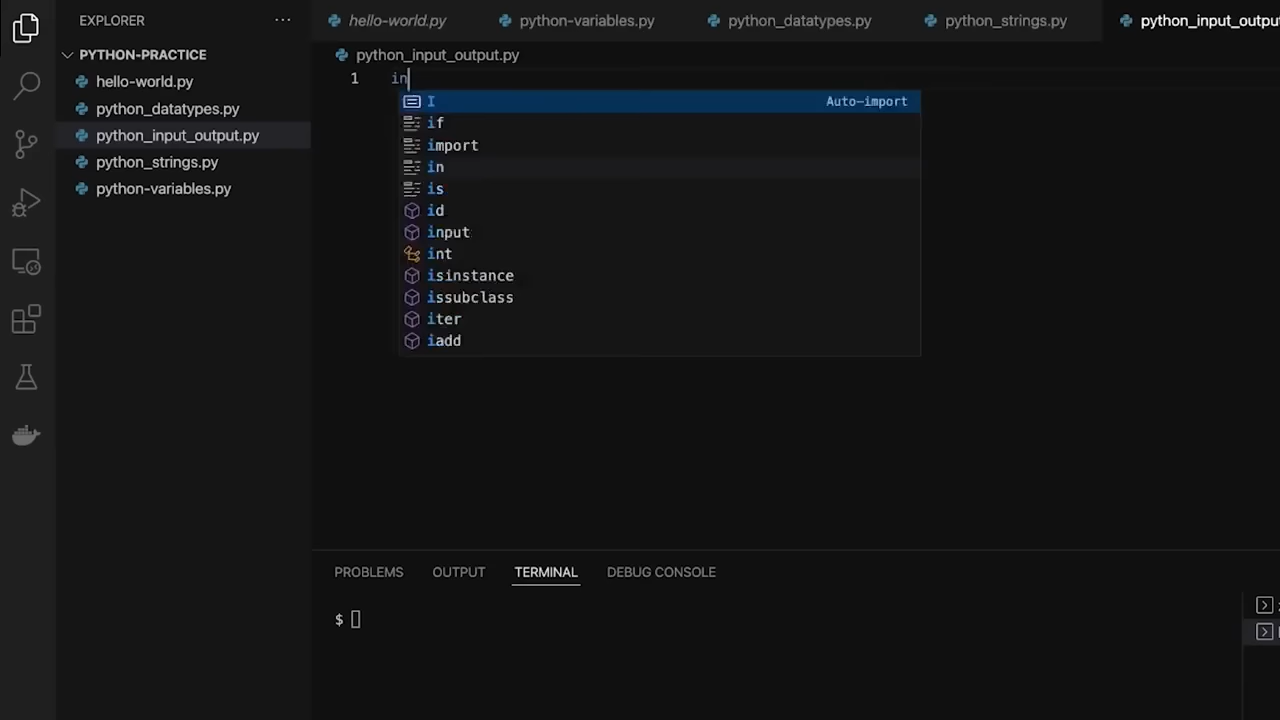 EXPLORER ...
PYTHON-PRACTICE
hello-world.py
python_datatypes.py
python_input_output.py
python_strings.py
python-variables.py
hello-world.py python-variables.py python_datatypes.py python_strings.py python_input_outpu
python_input_output.py
1 in
I Auto-import
if
import
in
is
id
input
int
isinstance
issubclass
iter
iadd
PROBLEMS OUTPUT TERMINAL DEBUG CONSOLE
$